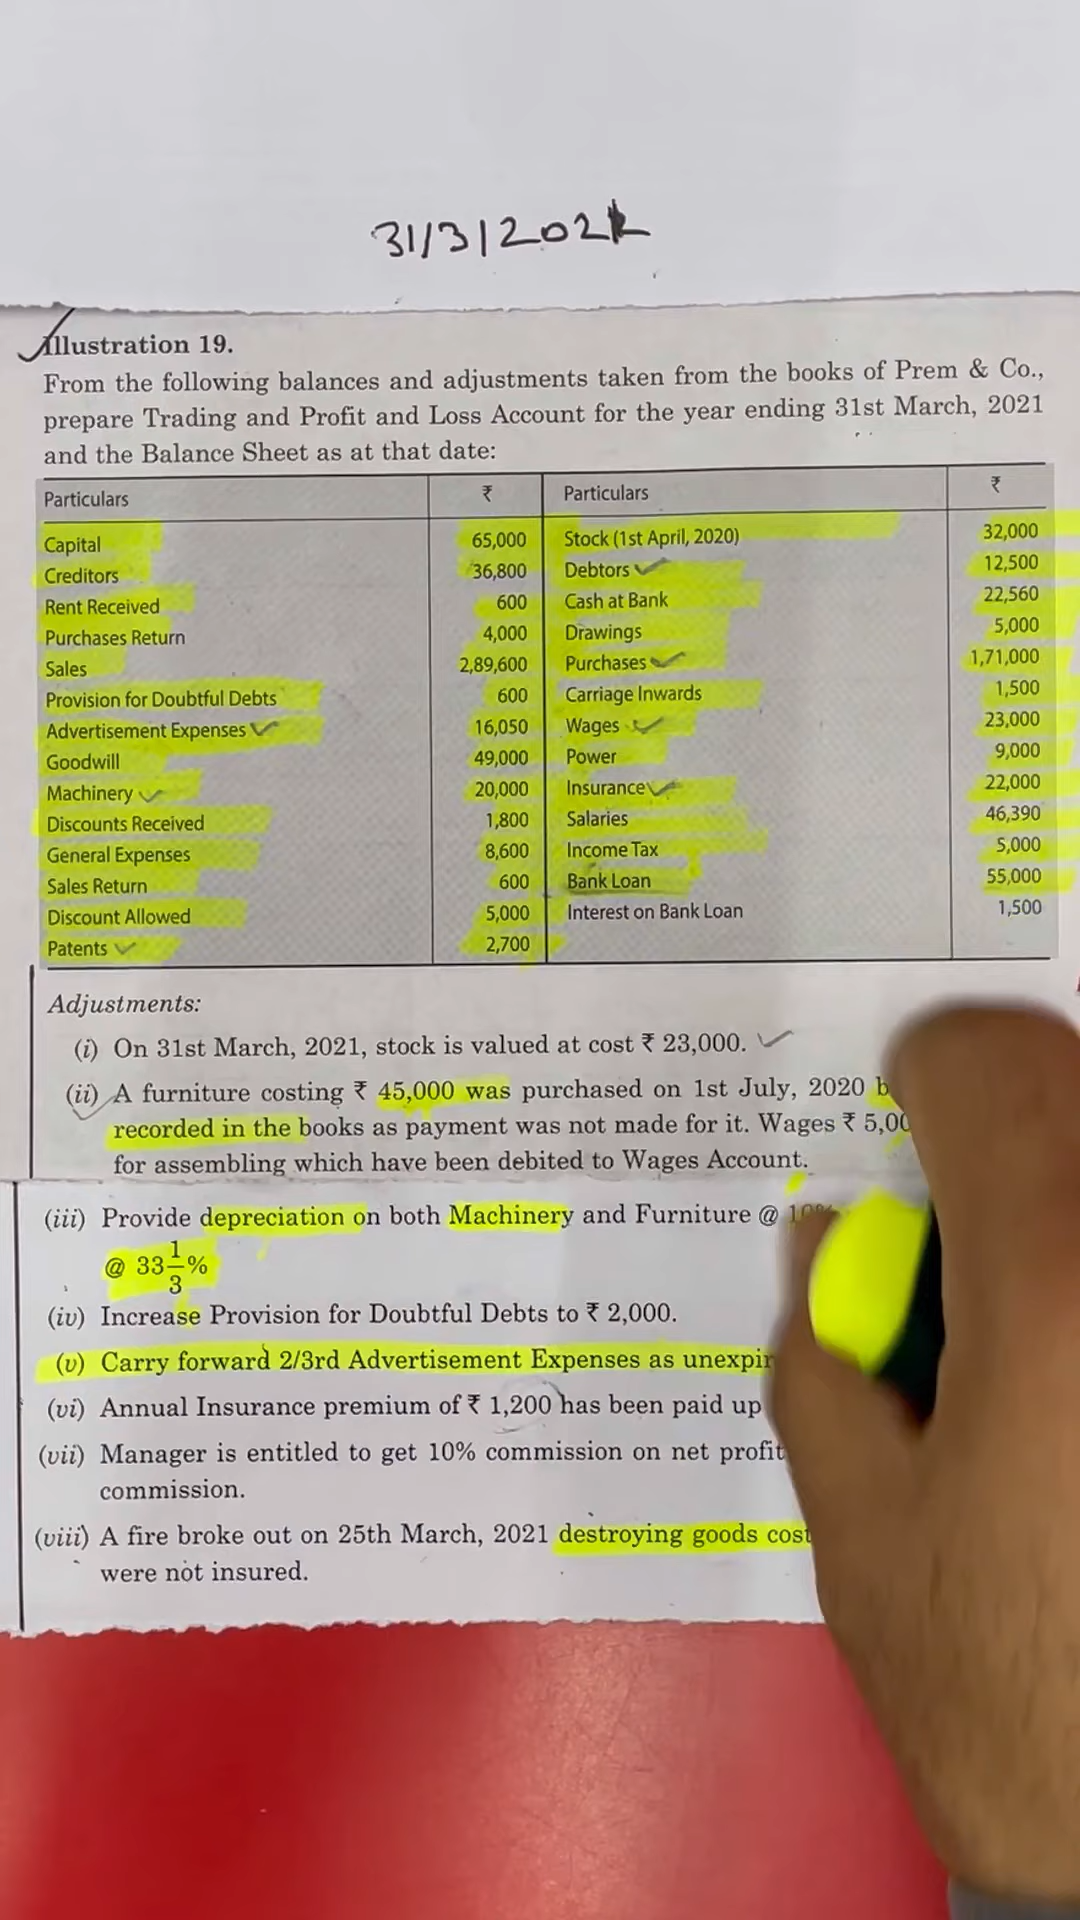 31/3/202
Illustration 19.
From the following balances and adjustments taken from the books of Prem & Co.,
prepare Trading and Profit and Loss Account for the year ending 31st March, 2021
and the Balance Sheet as at that date:
Particulars ₹ Particulars ₹
Capital 65,000 Stock (1st April, 2020) 32,000
Creditors 36,800 Debtors 12,500
Rent Received 600 Cash at Bank 22,560
Purchases Return 4,000 Drawings 5,000
Sales 2,89,600 Purchases 1,71,000
Provision for Doubtful Debts 600 Carriage Inwards 1,500
Advertisement Expenses 16,050 Wages 23,000
Goodwill 49,000 Power 9,000
Machinery 20,000 Insurance 22,000
Discounts Received 1,800 Salaries 46,390
General Expenses 8,600 Income Tax 5,000
Sales Return 600 Bank Loan 55,000
Discount Allowed 5,000 Interest on Bank Loan 1,500
Patents 2,700
Adjustments:
(i) On 31st March, 2021, stock is valued at cost ₹ 23,000.
(ii) A furniture costing ₹ 45,000 was purchased on 1st July, 2020
recorded in the books as payment was not made for it. Wages ₹ 5,00
for assembling which have been debited to Wages Account.
(iii) Provide depreciation on both Machinery and Furniture @ 10%
@ 33 1/3 %
(iv) Increase Provision for Doubtful Debts to ₹ 2,000.
(v) Carry forward 2/3rd Advertisement Expenses as
(vi) Annual Insurance premium of ₹ 1,200 has been paid up
(vii) Manager is entitled to get 10% commission on net profit
commission.
(viii) A fire broke out on 25th March, 2021 destroying goods cost
were not insured.